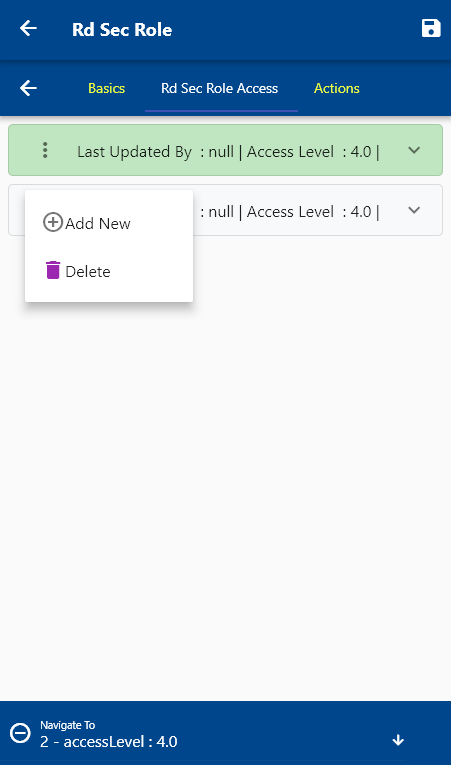 Rd Sec Role
Basics Rd Sec Role Access Actions
Last Updated By : null | Access Level : 4.0 |
: null | Access Level : 4.0 |
Add New
Delete
Navigate To
2 - accessLevel : 4.0